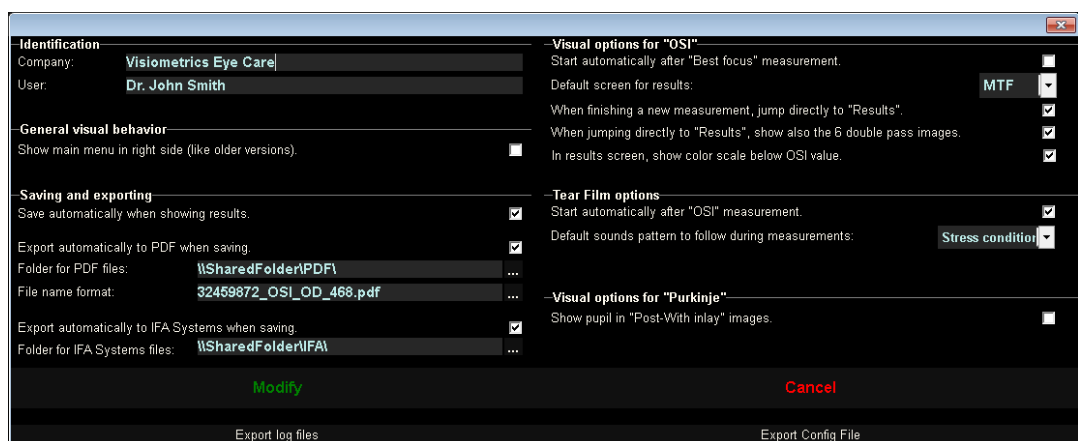 Identification
Company: Visiometrics Eye Care
User: Dr. John Smith
General visual behavior
Show main menu in right side (like older versions).
Saving and exporting
Save automatically when showing results.
Export automatically to PDF when saving.
Folder for PDF files: \\SharedFolder\PDF\ ...
File name format: 32459872_OSI_OD_468.pdf ...
Export automatically to IFA Systems when saving.
Folder for IFA Systems files: \\SharedFolder\IFA\ ...
Visual options for "OSI"
Start automatically after "Best focus" measurement.
Default screen for results: MTF
When finishing a new measurement, jump directly to "Results".
When jumping directly to "Results", show also the 6 double pass images.
In results screen, show color scale below OSI value.
Tear Film options
Start automatically after "OSI" measurement.
Default sounds pattern to follow during measurements: Stress condition
Visual options for "Purkinje"
Show pupil in "Post-With inlay" images.
Modify
Cancel
Export log files
Export Config File